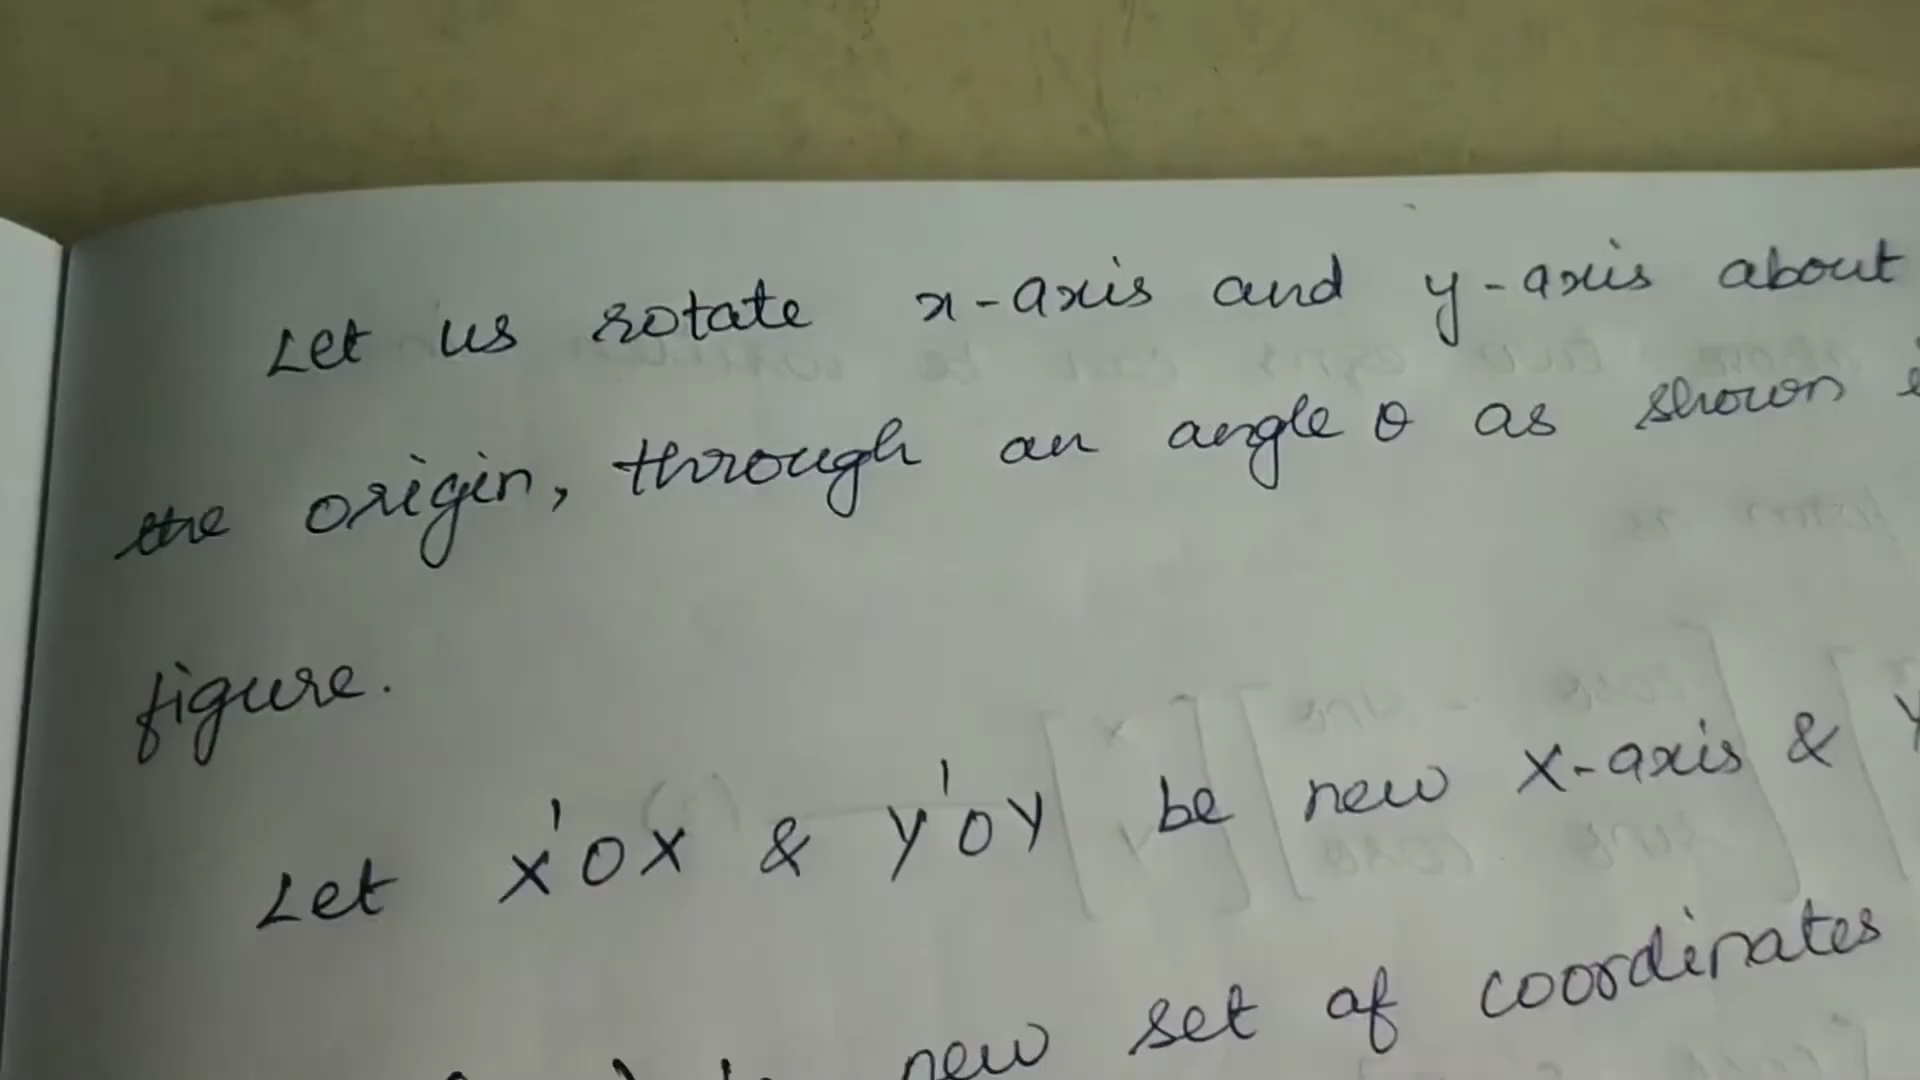 Let us rotate x-axis and y-axis about
the origin, through an angle θ as shown
figure.
Let X'OX & Y'OY be new X-axis & Y
new set of coordinates